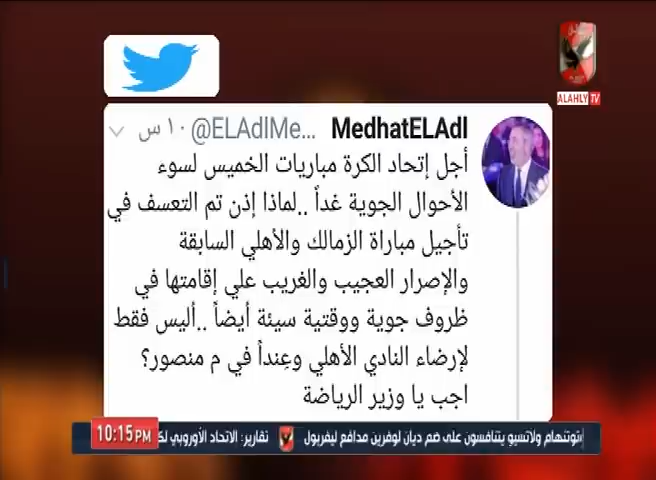 ALAHLY TV
MedhatELAdl @ELAdlMe... ١٠ س
أجل إتحاد الكرة مباريات الخميس لسوء
الأحوال الجوية غداً ..لماذا إذن تم التعسف في
تأجيل مباراة الزمالك والأهلي السابقة
والإصرار العجيب والغريب علي إقامتها في
ظروف جوية ووقتية سيئة أيضاً ..أليس فقط
لإرضاء النادي الأهلي وعِنداً في م منصور؟
اجب يا وزير الرياضة
10:15 PM
توتنهام ولاتسيو يتنافسون على ضم ديان لوفرين مدافع ليفربول تقارير: الاتحاد الأوروبي لك